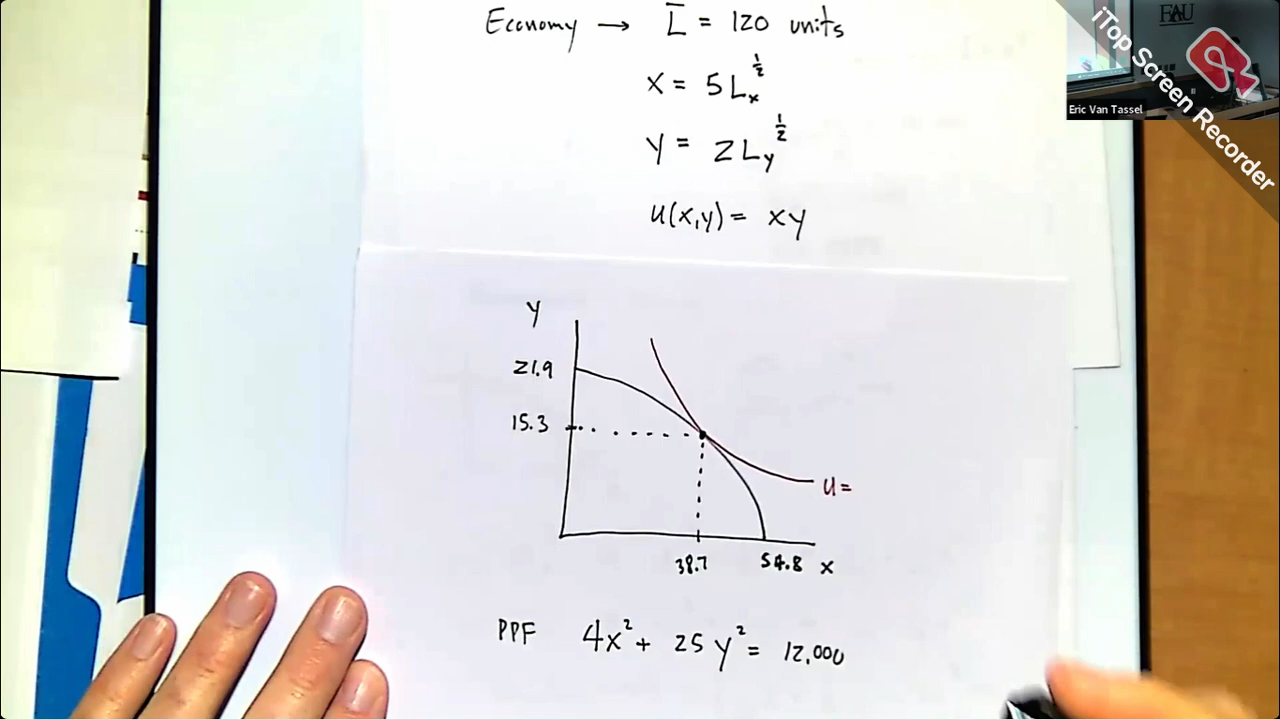 Economy → L̅ = 120 units
x = 5Lₓ^½
y = 2L_y^½
u(x,y) = xy
y
21.9
15.3
u=
38.7 54.8 x
PPF 4x² + 25y² = 12,000
FAU
Eric Van Tassel
iTop Screen Recorder